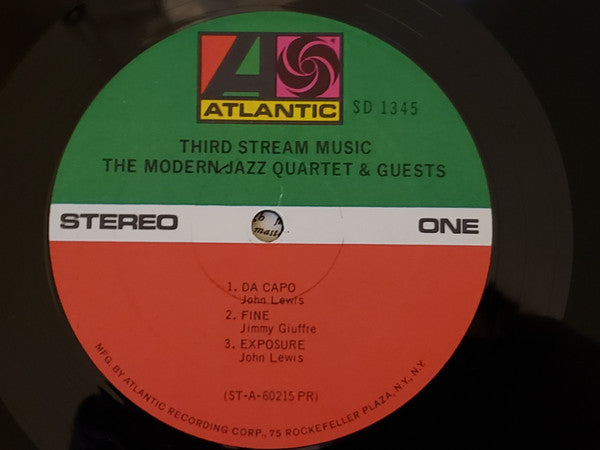 ATLANTIC
SD 1345
THIRD STREAM MUSIC
THE MODERN JAZZ QUARTET & GUESTS
STEREO
ONE
1. DA CAPO
John Lewis
2. FINE
Jimmy Giuffre
3. EXPOSURE
John Lewis
(ST-A-60215 PR)
MFG. BY ATLANTIC RECORDING CORP., 75 ROCKEFELLER PLAZA, N.Y., N.Y.